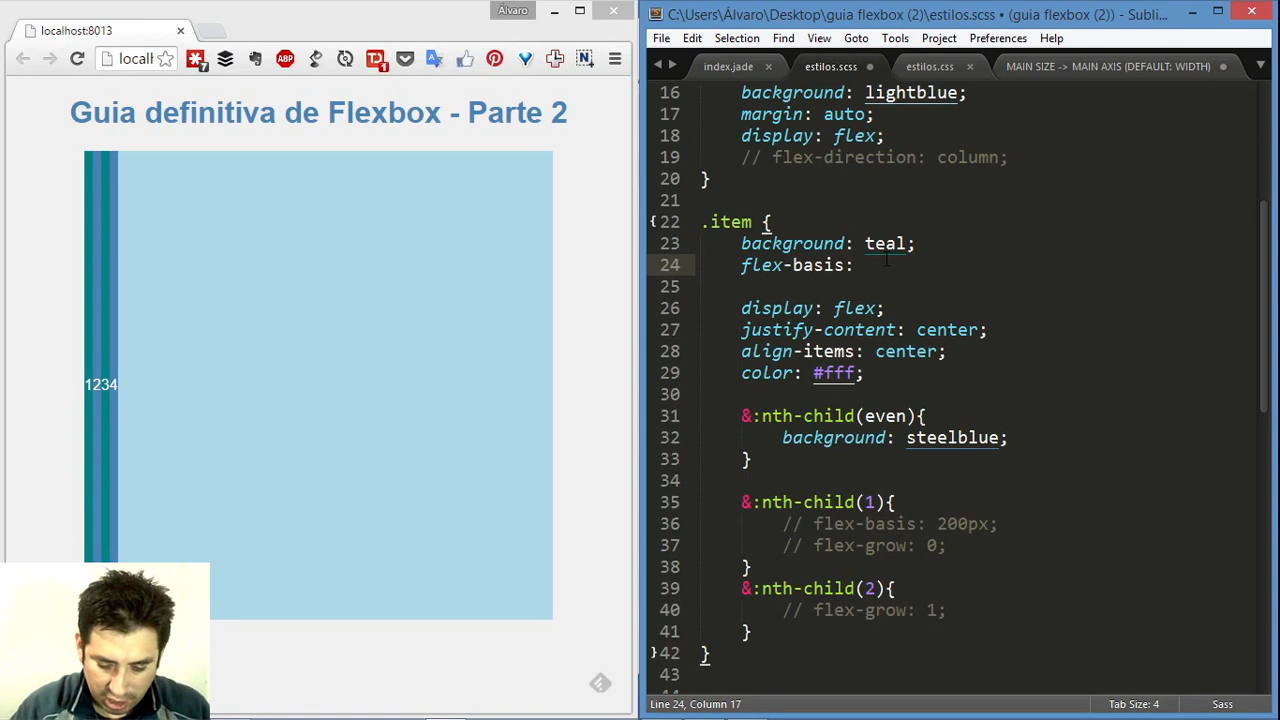 Álvaro
localhost:8013
localh
7
1
Guia definitiva de Flexbox - Parte 2
1234
C:\Users\Álvaro\Desktop\guia flexbox (2)\estilos.scss • (guia flexbox (2)) - Subli...
File Edit Selection Find View Goto Tools Project Preferences Help
index.jade × estilos.scss estilos.css × MAIN SIZE -> MAIN AXIS (DEFAULT: WIDTH)
16 background: lightblue;
17 margin: auto;
18 display: flex;
19 // flex-direction: column;
20 }
21
22 .item {
23 background: teal;
24 flex-basis:
25
26 display: flex;
27 justify-content: center;
28 align-items: center;
29 color: #fff;
30
31 &:nth-child(even){
32 background: steelblue;
33 }
34
35 &:nth-child(1){
36 // flex-basis: 200px;
37 // flex-grow: 0;
38 }
39 &:nth-child(2){
40 // flex-grow: 1;
41 }
42 }
43
Line 24, Column 17 Tab Size: 4 Sass